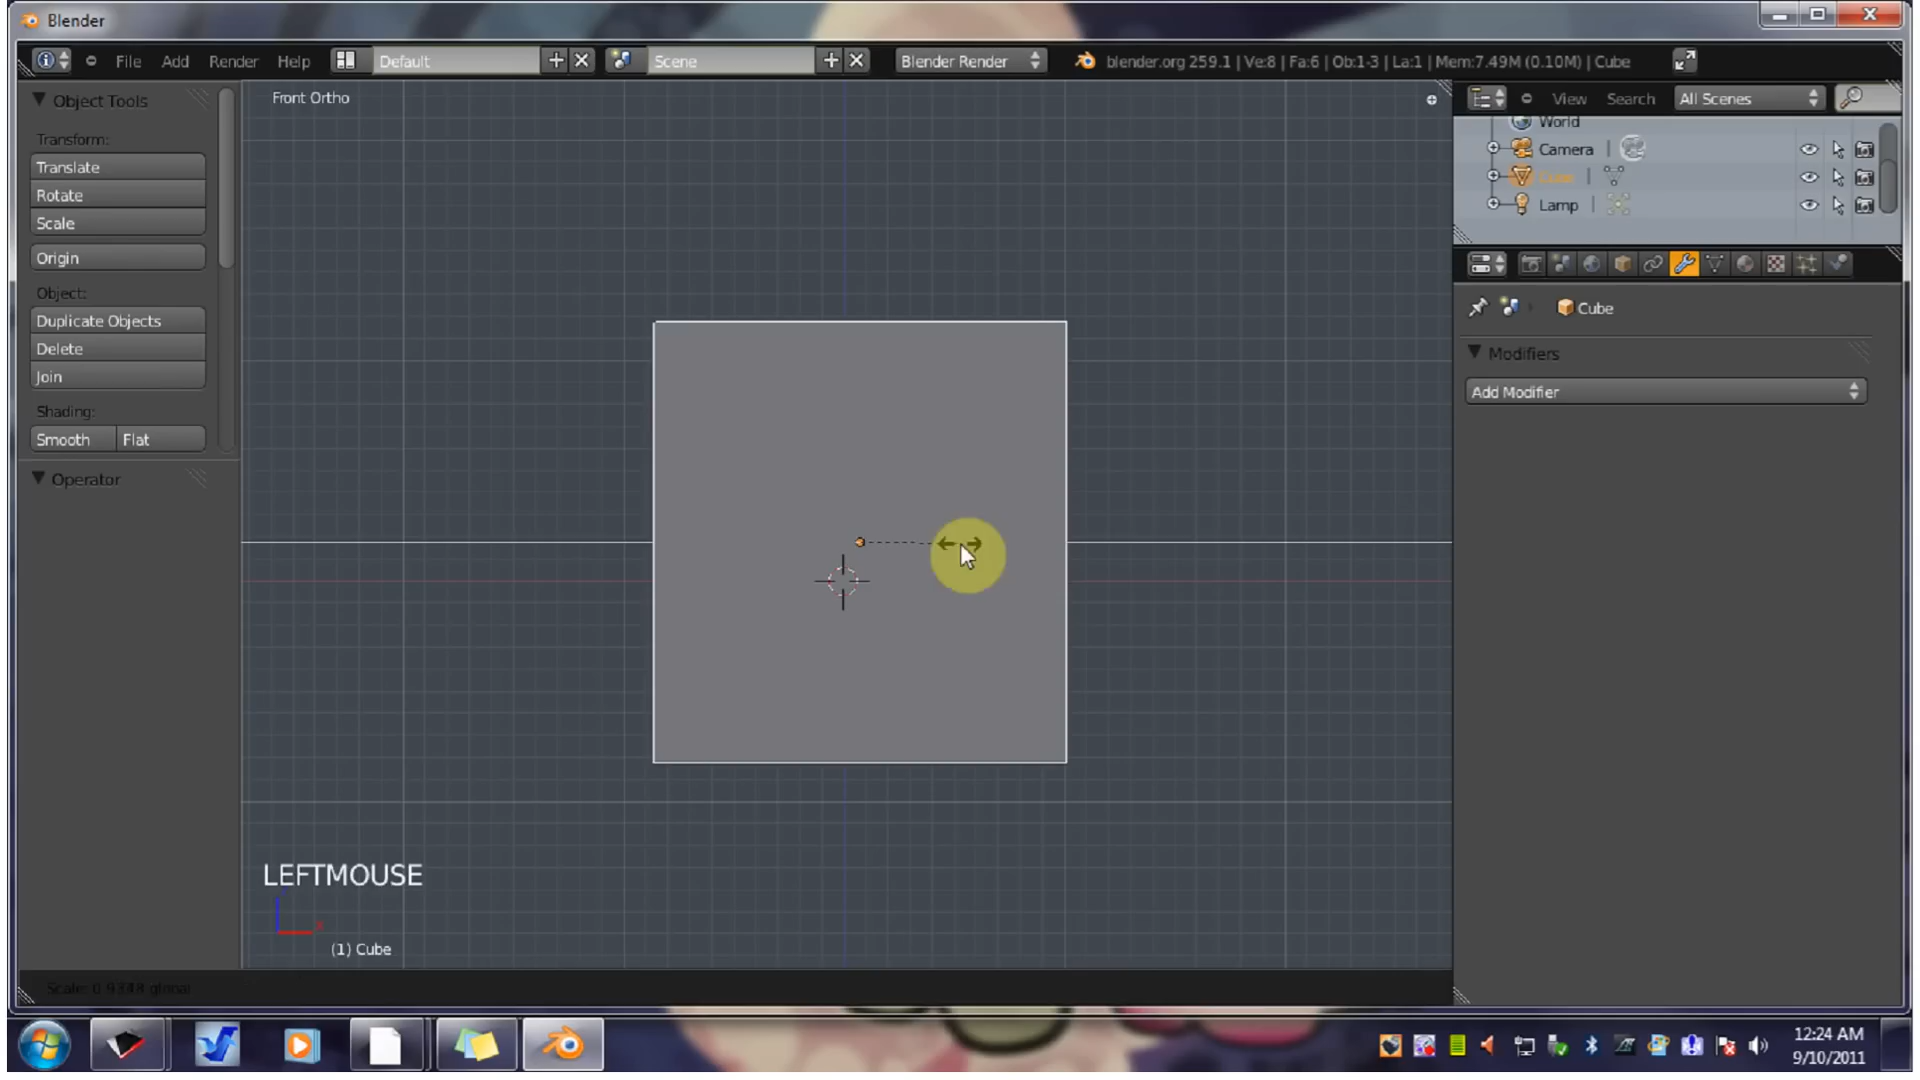 Blender
File Add Render Help Default Scene Blender Render blender.org 259.1 | Ve:8 | Fa:6 | Ob:1-3 | La:1 | Mem:7.49M (0.10M) | Cube
Object Tools
Transform:
Translate
Rotate
Scale
Origin
Object:
Duplicate Objects
Delete
Join
Shading:
Smooth Flat
Operator
Front Ortho
LEFTMOUSE
x
(1) Cube
Scale: 0.9348 global
View Search All Scenes
World
Camera
Cube
Lamp
Cube
Modifiers
Add Modifier
12:24 AM
9/10/2011